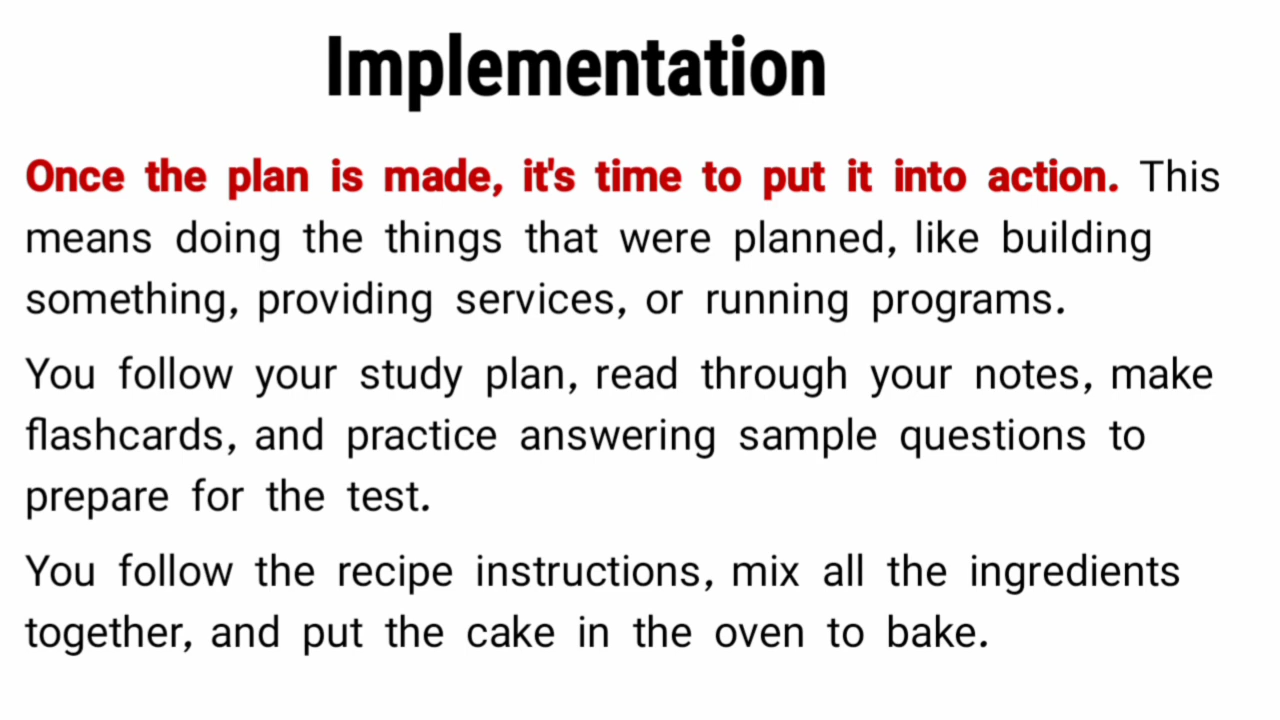 Implementation
Once the plan is made, it's time to put it into action. This
means doing the things that were planned, like building
something, providing services, or running programs.
You follow your study plan, read through your notes, make
flashcards, and practice answering sample questions to
prepare for the test.
You follow the recipe instructions, mix all the ingredients
together, and put the cake in the oven to bake.